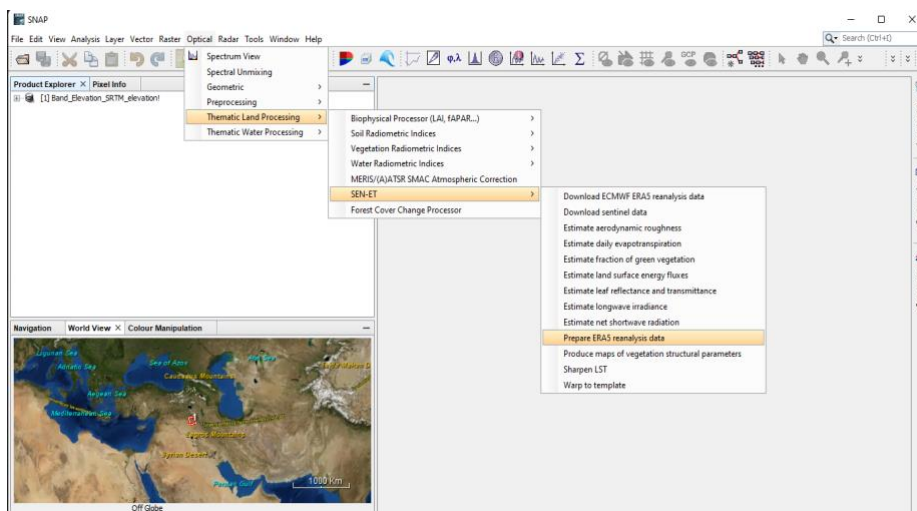 SNAP
File Edit View Analysis Layer Vector Raster Optical Radar Tools Window Help
Search (Ctrl+I)
Spectrum View
Spectral Unmixing
Geometric
Preprocessing
Thematic Land Processing
Thematic Water Processing
Biophysical Processor (LAI, fAPAR...)
Soil Radiometric Indices
Vegetation Radiometric Indices
Water Radiometric Indices
MERIS/(A)ATSR SMAC Atmospheric Correction
SEN-ET
Forest Cover Change Processor
Download ECMWF ERA5 reanalysis data
Download sentinel data
Estimate aerodynamic roughness
Estimate daily evapotranspiration
Estimate fraction of green vegetation
Estimate land surface energy fluxes
Estimate leaf reflectance and transmittance
Estimate longwave irradiance
Estimate net shortwave radiation
Prepare ERA5 reanalysis data
Produce maps of vegetation structural parameters
Sharpen LST
Warp to template
φ,λ
GCP
Product Explorer Pixel Info
[1] Band_Elevation_SRTM_elevation!
Navigation World View Colour Manipulation
Ligurian Sea
Adriatic Sea
Sea of Azov
Caucasus Mountains
Aegean Sea
Mediterranean Sea
Zagros Mountains
Syrian Desert
Persian Gulf
1000 Km
Off Globe